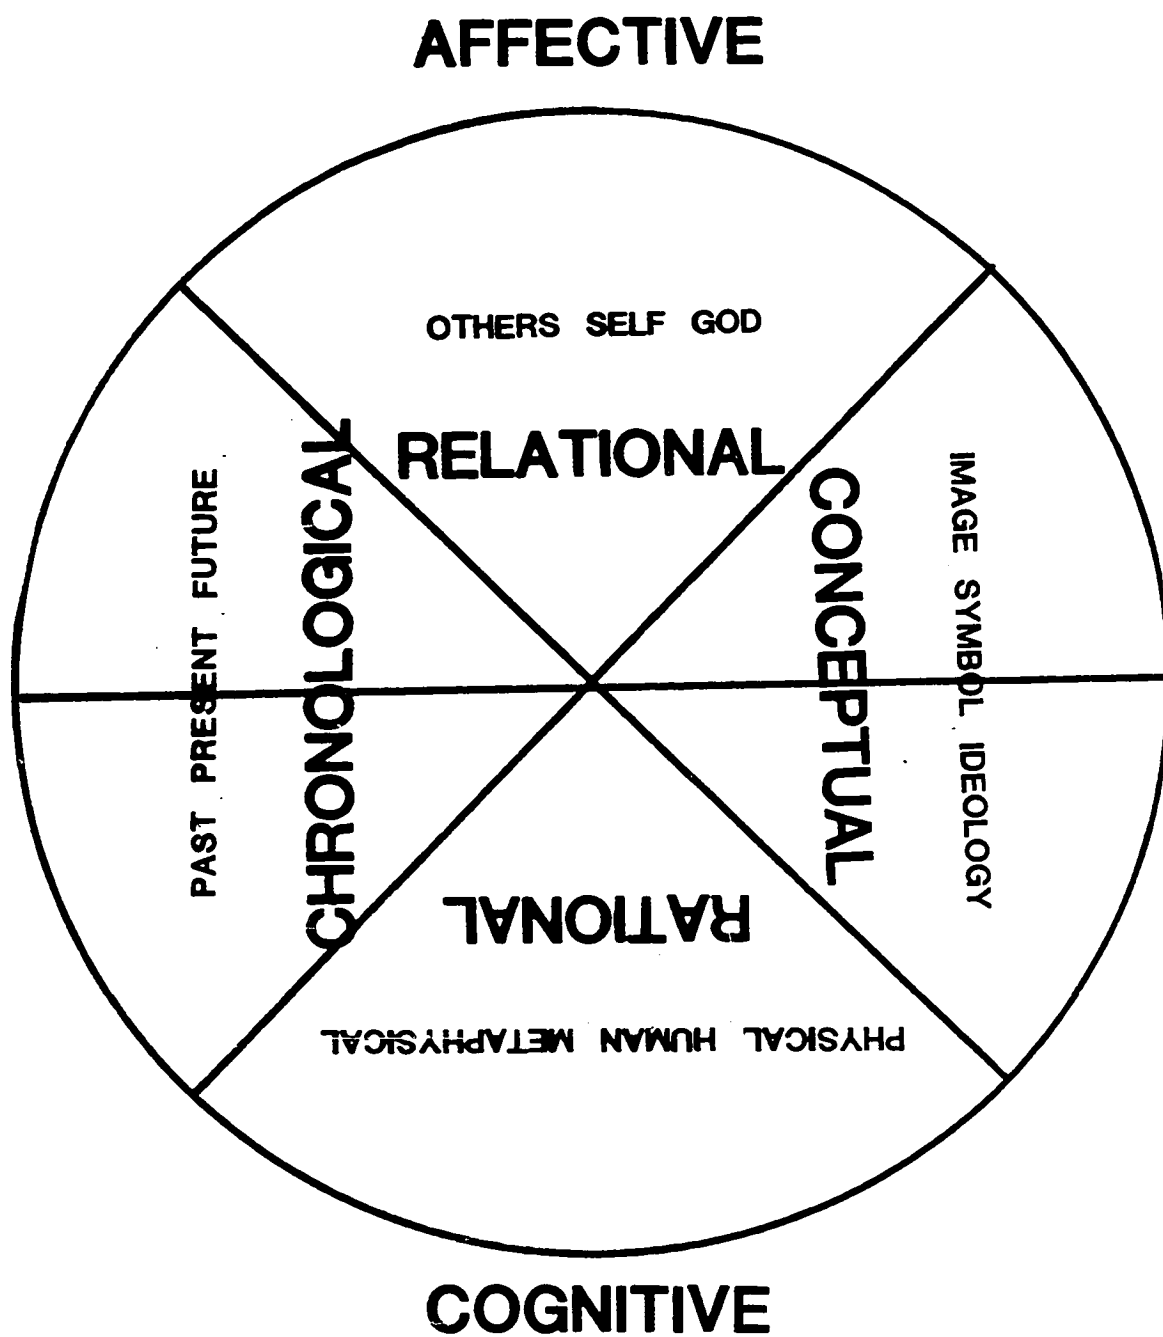 AFFECTIVE
OTHERS SELF GOD
RELATIONAL
CHRONOLOGICAL
PAST PRESENT FUTURE
CONCEPTUAL
IMAGE SYMBOL IDEOLOGY
RATIONAL
PHYSICAL HUMAN METAPHYSICAL
COGNITIVE